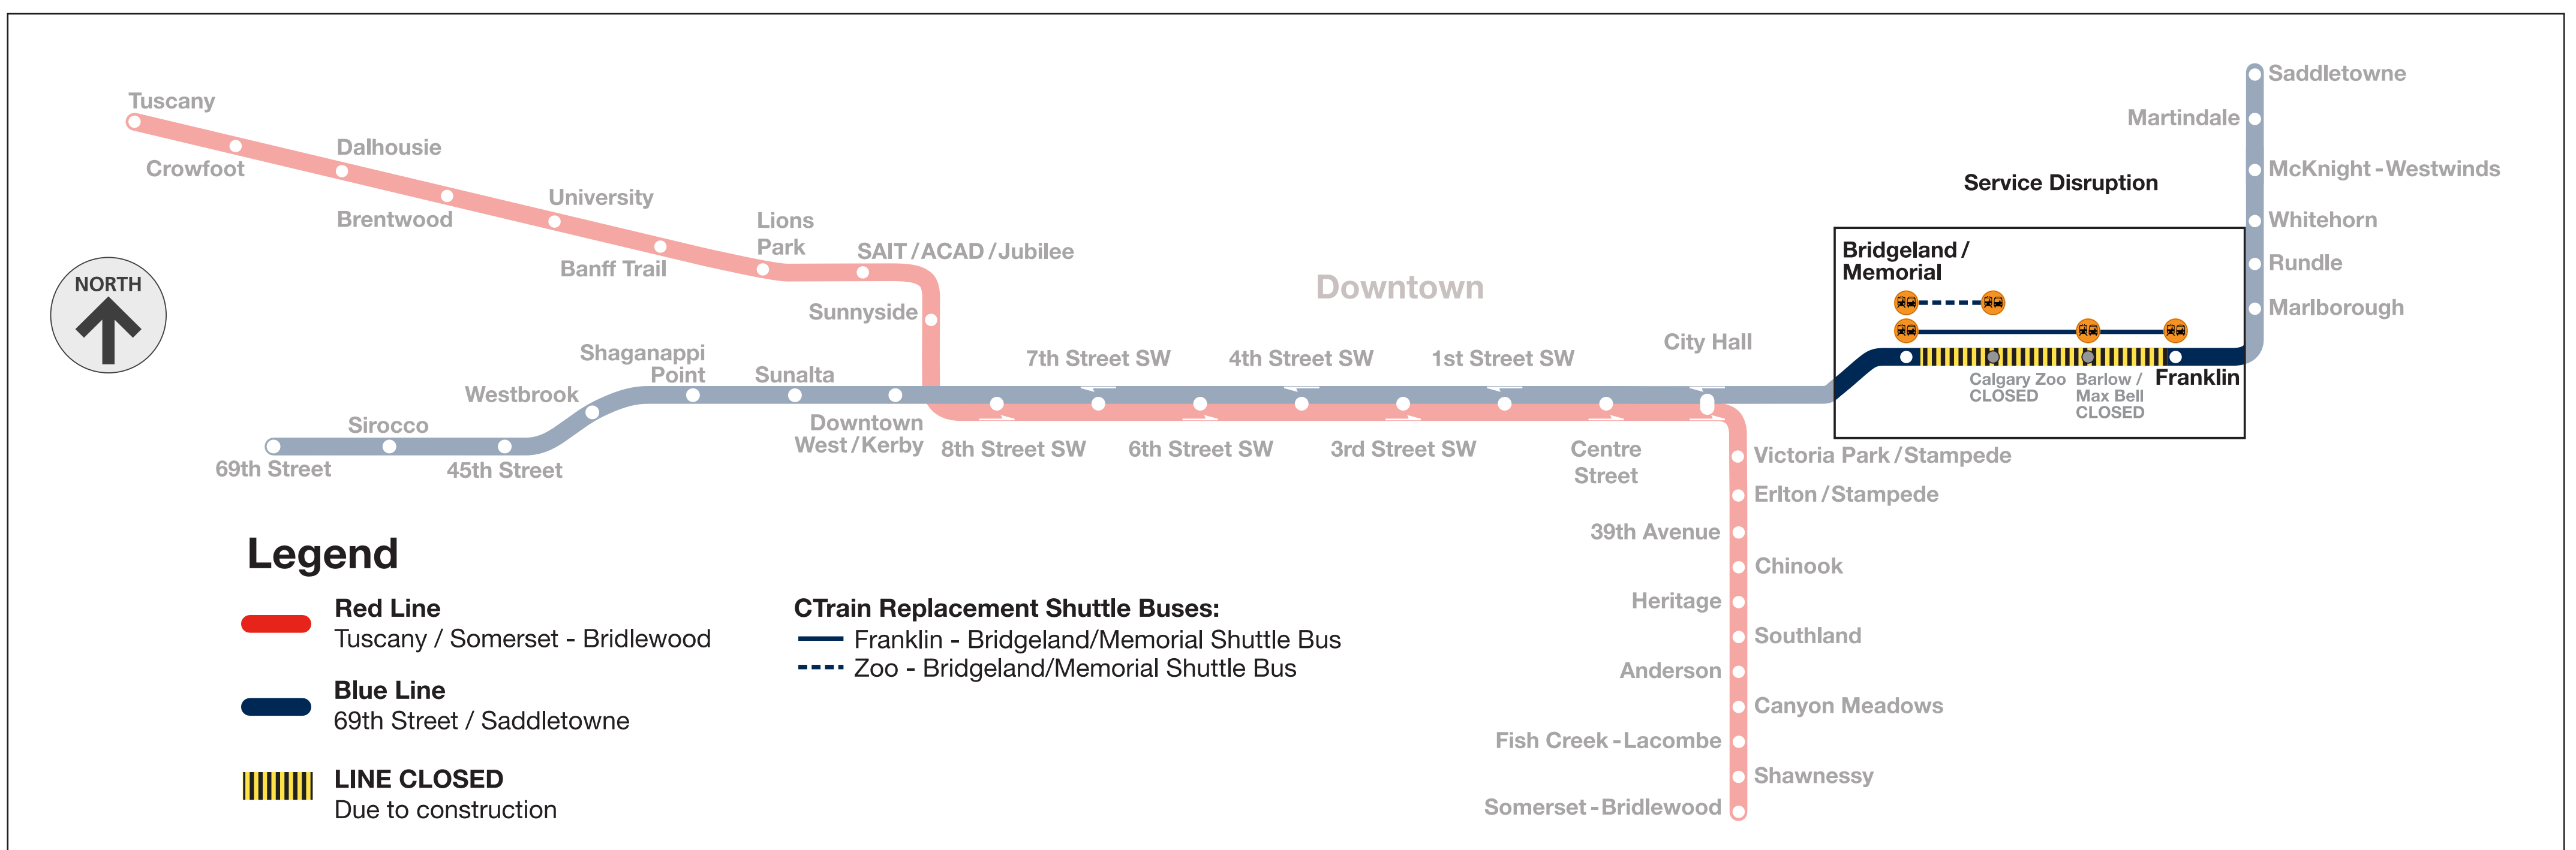 Tuscany
Crowfoot
Dalhousie
Brentwood
University
Banff Trail
Lions
Park
SAIT / ACAD / Jubilee
Sunnyside
NORTH
Downtown
Shaganappi
Point
Westbrook
Sunalta
Sirocco
69th Street
45th Street
Downtown
West / Kerby
7th Street SW
4th Street SW
1st Street SW
City Hall
8th Street SW
6th Street SW
3rd Street SW
Centre
Street
Saddletowne
Martindale
McKnight - Westwinds
Service Disruption
Whitehorn
Rundle
Marlborough
Bridgeland /
Memorial
Calgary Zoo
CLOSED
Barlow /
Max Bell
CLOSED
Franklin
Victoria Park / Stampede
Erlton / Stampede
39th Avenue
Chinook
Heritage
Southland
Anderson
Canyon Meadows
Fish Creek - Lacombe
Shawnessy
Somerset - Bridlewood
Legend
Red Line
Tuscany / Somerset - Bridlewood
Blue Line
69th Street / Saddletowne
LINE CLOSED
Due to construction
CTrain Replacement Shuttle Buses:
Franklin - Bridgeland/Memorial Shuttle Bus
Zoo - Bridgeland/Memorial Shuttle Bus